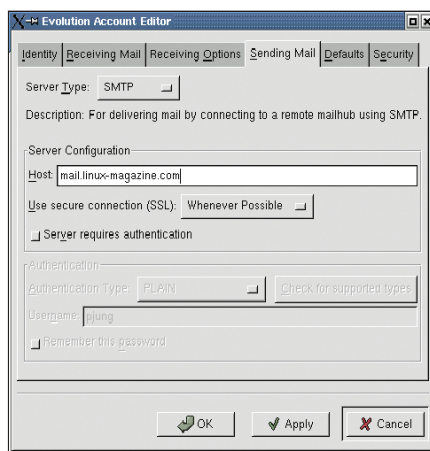 Evolution Account Editor
Identity Receiving Mail Receiving Options Sending Mail Defaults Security
Server Type: SMTP
Description: For delivering mail by connecting to a remote mailhub using SMTP.
Server Configuration
Host: mail.linux-magazine.com
Use secure connection (SSL): Whenever Possible
Server requires authentication
Authentication
Authentication Type: PLAIN Check for supported types
Username: pjung
Remember this password
OK Apply Cancel